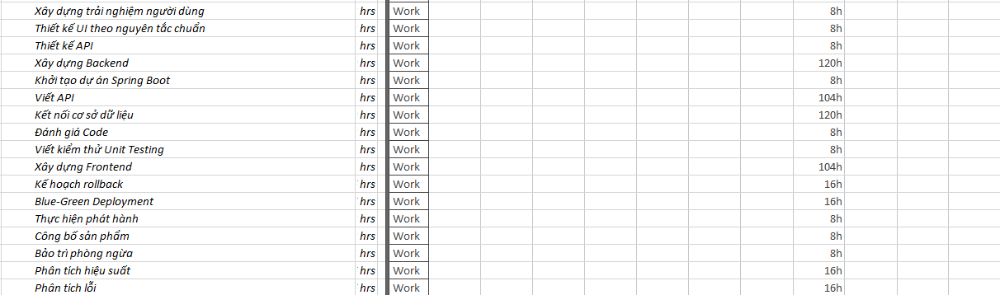 Xây dựng trải nghiệm người dùng hrs Work 8h
Thiết kế UI theo nguyên tắc chuẩn hrs Work 8h
Thiết kế API hrs Work 8h
Xây dựng Backend hrs Work 120h
Khởi tạo dự án Spring Boot hrs Work 8h
Viết API hrs Work 104h
Kết nối cơ sở dữ liệu hrs Work 120h
Đánh giá Code hrs Work 8h
Viết kiểm thử Unit Testing hrs Work 8h
Xây dựng Frontend hrs Work 104h
Kế hoạch rollback hrs Work 16h
Blue-Green Deployment hrs Work 16h
Thực hiện phát hành hrs Work 8h
Công bố sản phẩm hrs Work 8h
Bảo trì phòng ngừa hrs Work 8h
Phân tích hiệu suất hrs Work 16h
Phân tích lỗi hrs Work 16h